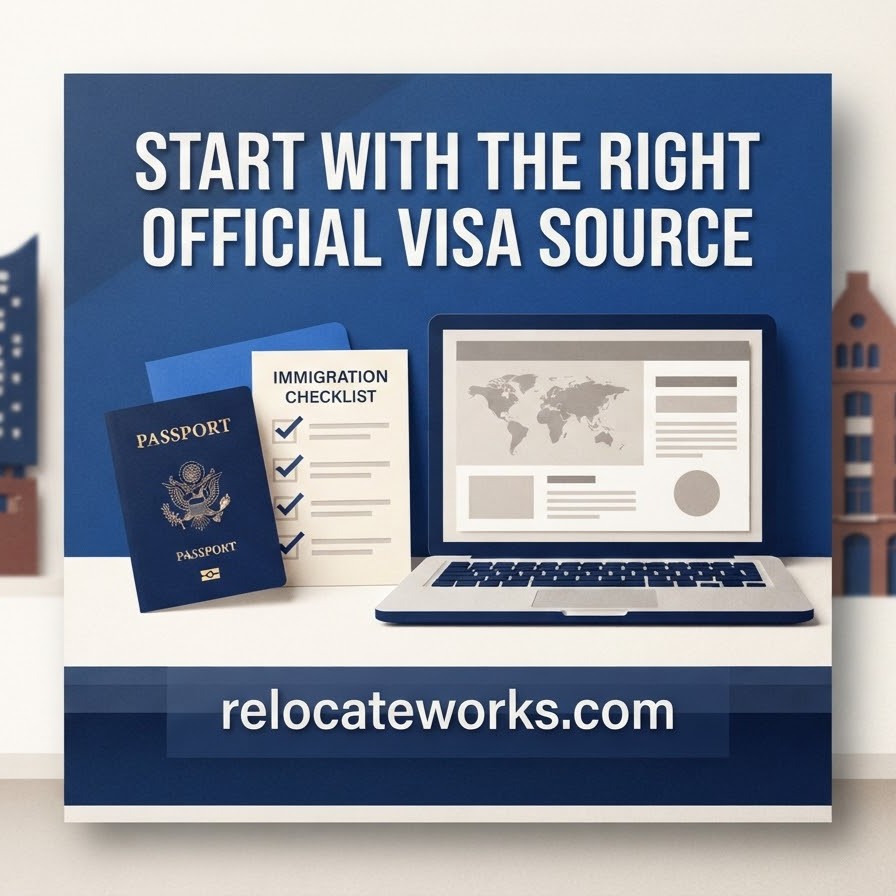 START WITH THE RIGHT
OFFICIAL VISA SOURCE
IMMIGRATION
CHECKLIST
PASSPORT
PASSPORT
relocateworks.com